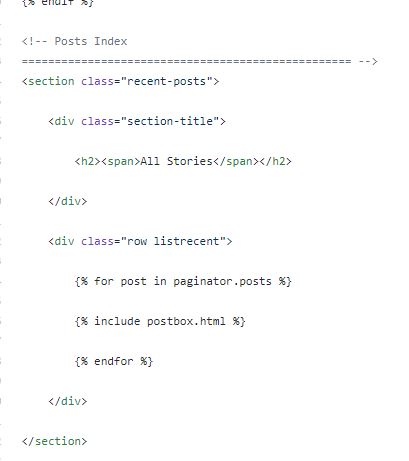 {% endif %}
<!-- Posts Index
================================================== -->
<section class="recent-posts">
<div class="section-title">
<h2><span>All Stories</span></h2>
</div>
<div class="row listrecent">
{% for post in paginator.posts %}
{% include postbox.html %}
{% endfor %}
</div>
</section>